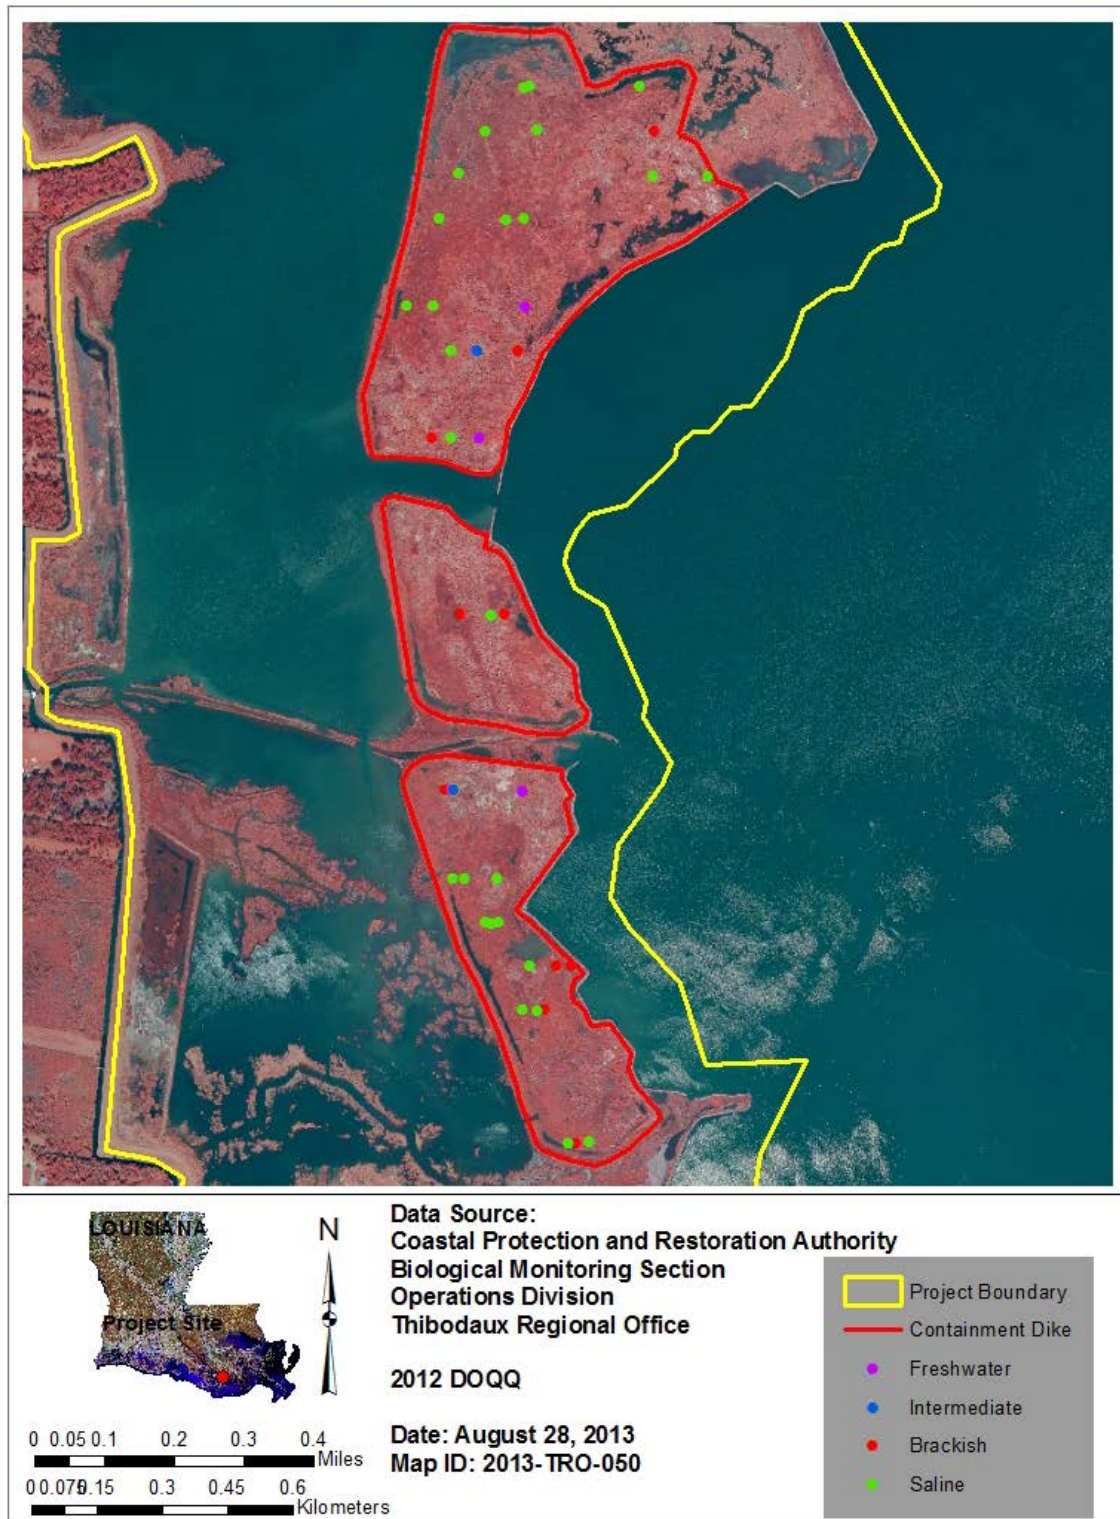 LOUISIANA
Project Site
N
0 0.05 0.1 0.2 0.3 0.4
Miles
0 0.075 0.15 0.3 0.45 0.6
Kilometers
Data Source:
Coastal Protection and Restoration Authority
Biological Monitoring Section
Operations Division
Thibodaux Regional Office
2012 DOQQ
Date: August 28, 2013
Map ID: 2013-TRO-050
Project Boundary
Containment Dike
Freshwater
Intermediate
Brackish
Saline